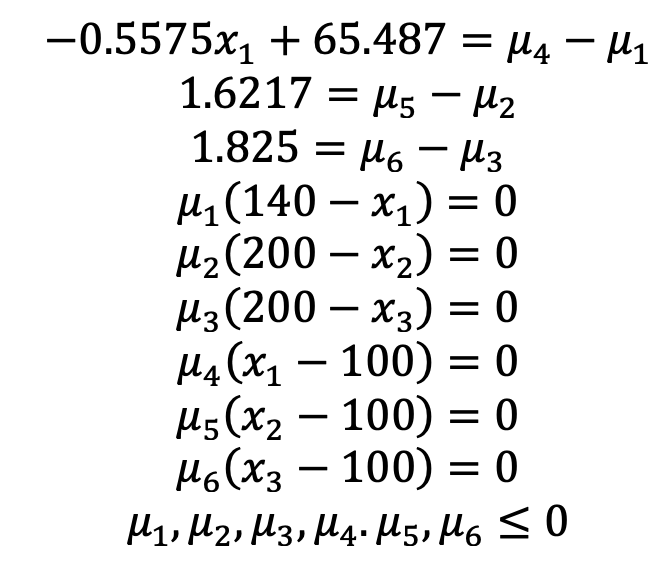 −0.5575x₁ + 65.487 = μ₄ − μ₁
1.6217 = μ₅ − μ₂
1.825 = μ₆ − μ₃
μ₁(140 − x₁) = 0
μ₂(200 − x₂) = 0
μ₃(200 − x₃) = 0
μ₄(x₁ − 100) = 0
μ₅(x₂ − 100) = 0
μ₆(x₃ − 100) = 0
μ₁, μ₂, μ₃, μ₄. μ₅, μ₆ ≤ 0